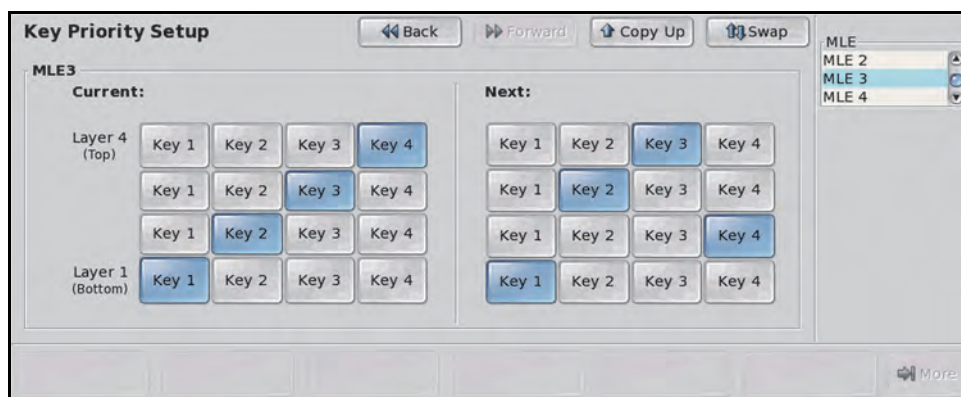 Key Priority Setup
Back
Forward
Copy Up
Swap
MLE
MLE 2
MLE 3
MLE 4
MLE3
Current:
Next:
Layer 4
(Top)
Key 1 Key 2 Key 3 Key 4
Key 1 Key 2 Key 3 Key 4
Key 1 Key 2 Key 3 Key 4
Key 1 Key 2 Key 3 Key 4
Key 1 Key 2 Key 3 Key 4
Key 1 Key 2 Key 3 Key 4
Layer 1
(Bottom)
Key 1 Key 2 Key 3 Key 4
Key 1 Key 2 Key 3 Key 4
More